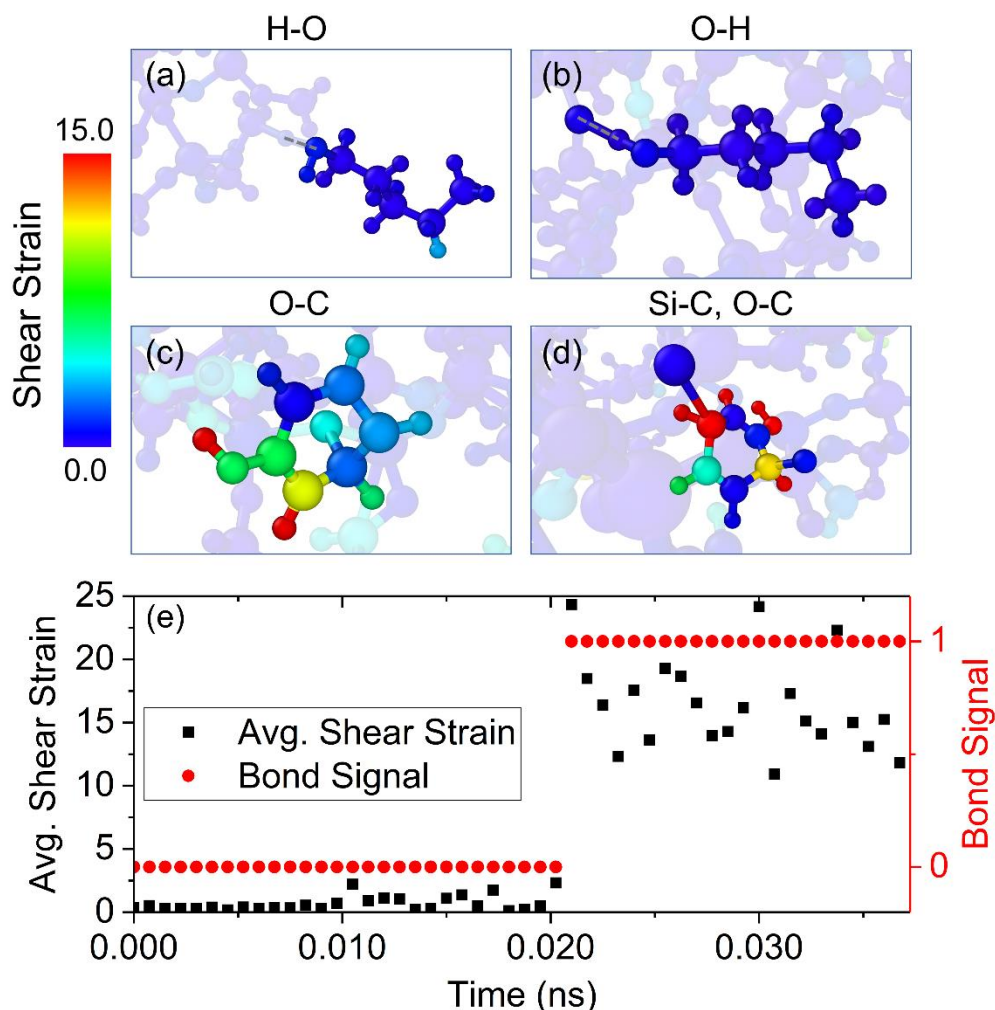 H-O
O-H
(a)
(b)
15.0
Shear Strain
0.0
O-C
Si-C, O-C
(c)
(d)
25
20
15
10
5
0
Avg. Shear Strain
(e)
Avg. Shear Strain
Bond Signal
1
0
Bond Signal
0.000
0.010
0.020
0.030
Time (ns)